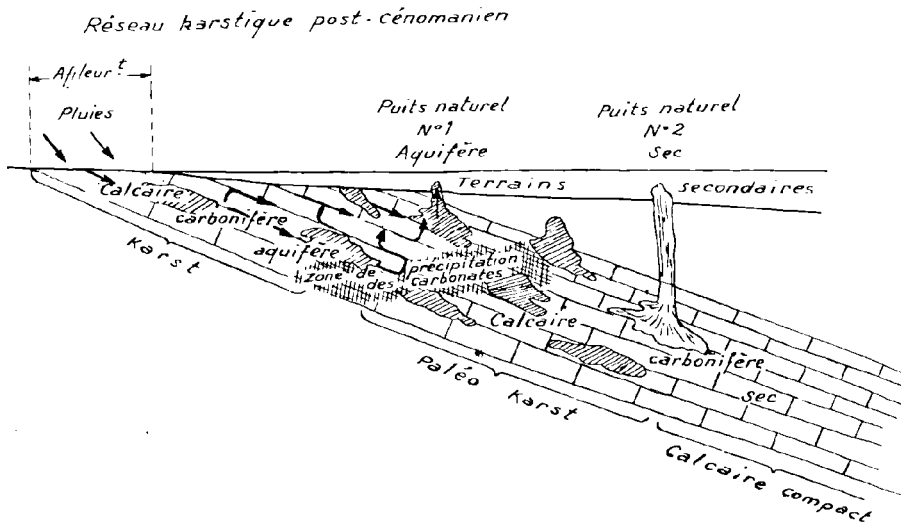 Réseau karstique post-cénomanien
Afileurt
Pluies
Puits naturel
N°1
Aquifère
Puits naturel
N°2
Sec
Terrains secondaires
Calcaire
carbonifère
aquifère
Karst
zone de précipitation
des carbonates
Calcaire
carbonifère
sec
Paléo Karst
Calcaire compact